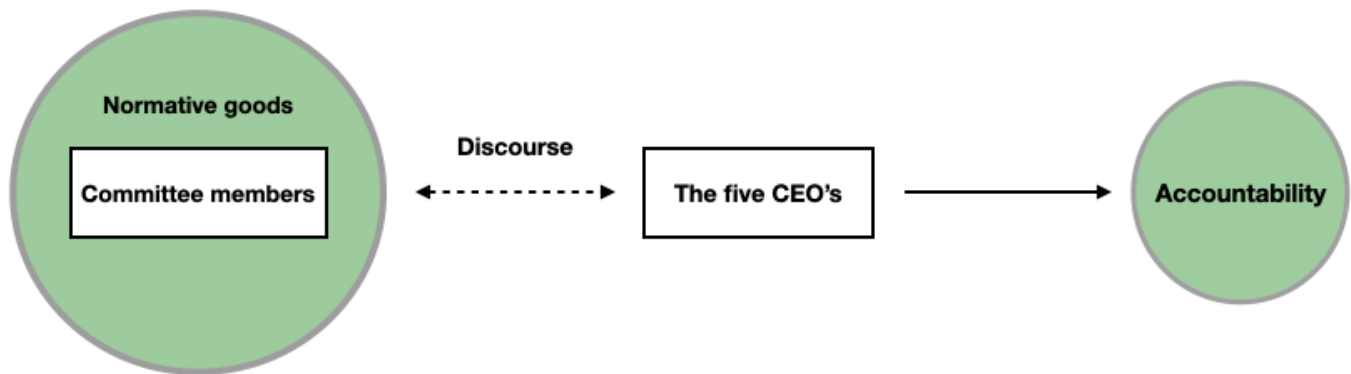 Normative goods
Committee members
Discourse
The five CEO's
Accountability